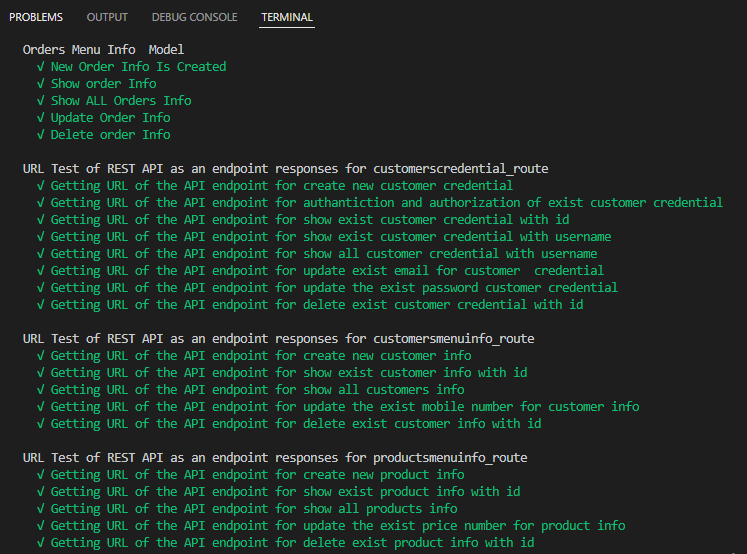 PROBLEMS OUTPUT DEBUG CONSOLE TERMINAL
Orders Menu Info  Model
√ New Order Info Is Created
√ Show order Info
√ Show ALL Orders Info
√ Update Order Info
√ Delete order Info
URL Test of REST API as an endpoint responses for customerscredential_route
√ Getting URL of the API endpoint for create new customer credential
√ Getting URL of the API endpoint for authantiction and authorization of exist customer credential
√ Getting URL of the API endpoint for show exist customer credential with id
√ Getting URL of the API endpoint for show exist customer credential with username
√ Getting URL of the API endpoint for show all customer credential with username
√ Getting URL of the API endpoint for update exist email for customer  credential
√ Getting URL of the API endpoint for update the exist password customer credential
√ Getting URL of the API endpoint for delete exist customer credential with id
URL Test of REST API as an endpoint responses for customersmenuinfo_route
√ Getting URL of the API endpoint for create new customer info
√ Getting URL of the API endpoint for show exist customer info with id
√ Getting URL of the API endpoint for show all customers info
√ Getting URL of the API endpoint for update the exist mobile number for customer info
√ Getting URL of the API endpoint for delete exist customer info with id
URL Test of REST API as an endpoint responses for productsmenuinfo_route
√ Getting URL of the API endpoint for create new product info
√ Getting URL of the API endpoint for show exist product info with id
√ Getting URL of the API endpoint for show all products info
√ Getting URL of the API endpoint for update the exist price number for product info
√ Getting URL of the API endpoint for delete exist product info with id